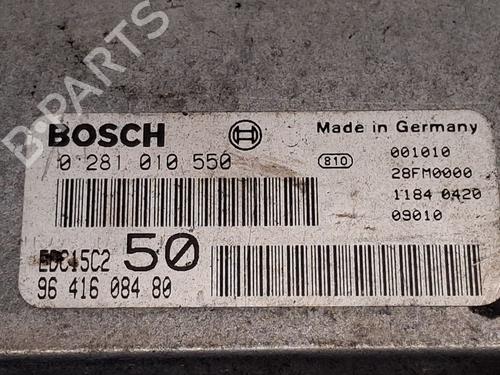 B-PARTS
BOSCH
Made in Germany
0 281 010 550
810
001010
28FM0000
1184 0420
09010
EDC15C2 50
96 416 084 80